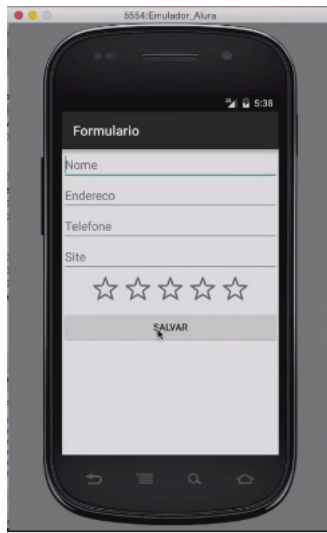 5554:Emulador_Alura
5:38
Formulario
Nome
Endereco
Telefone
Site
SALVAR